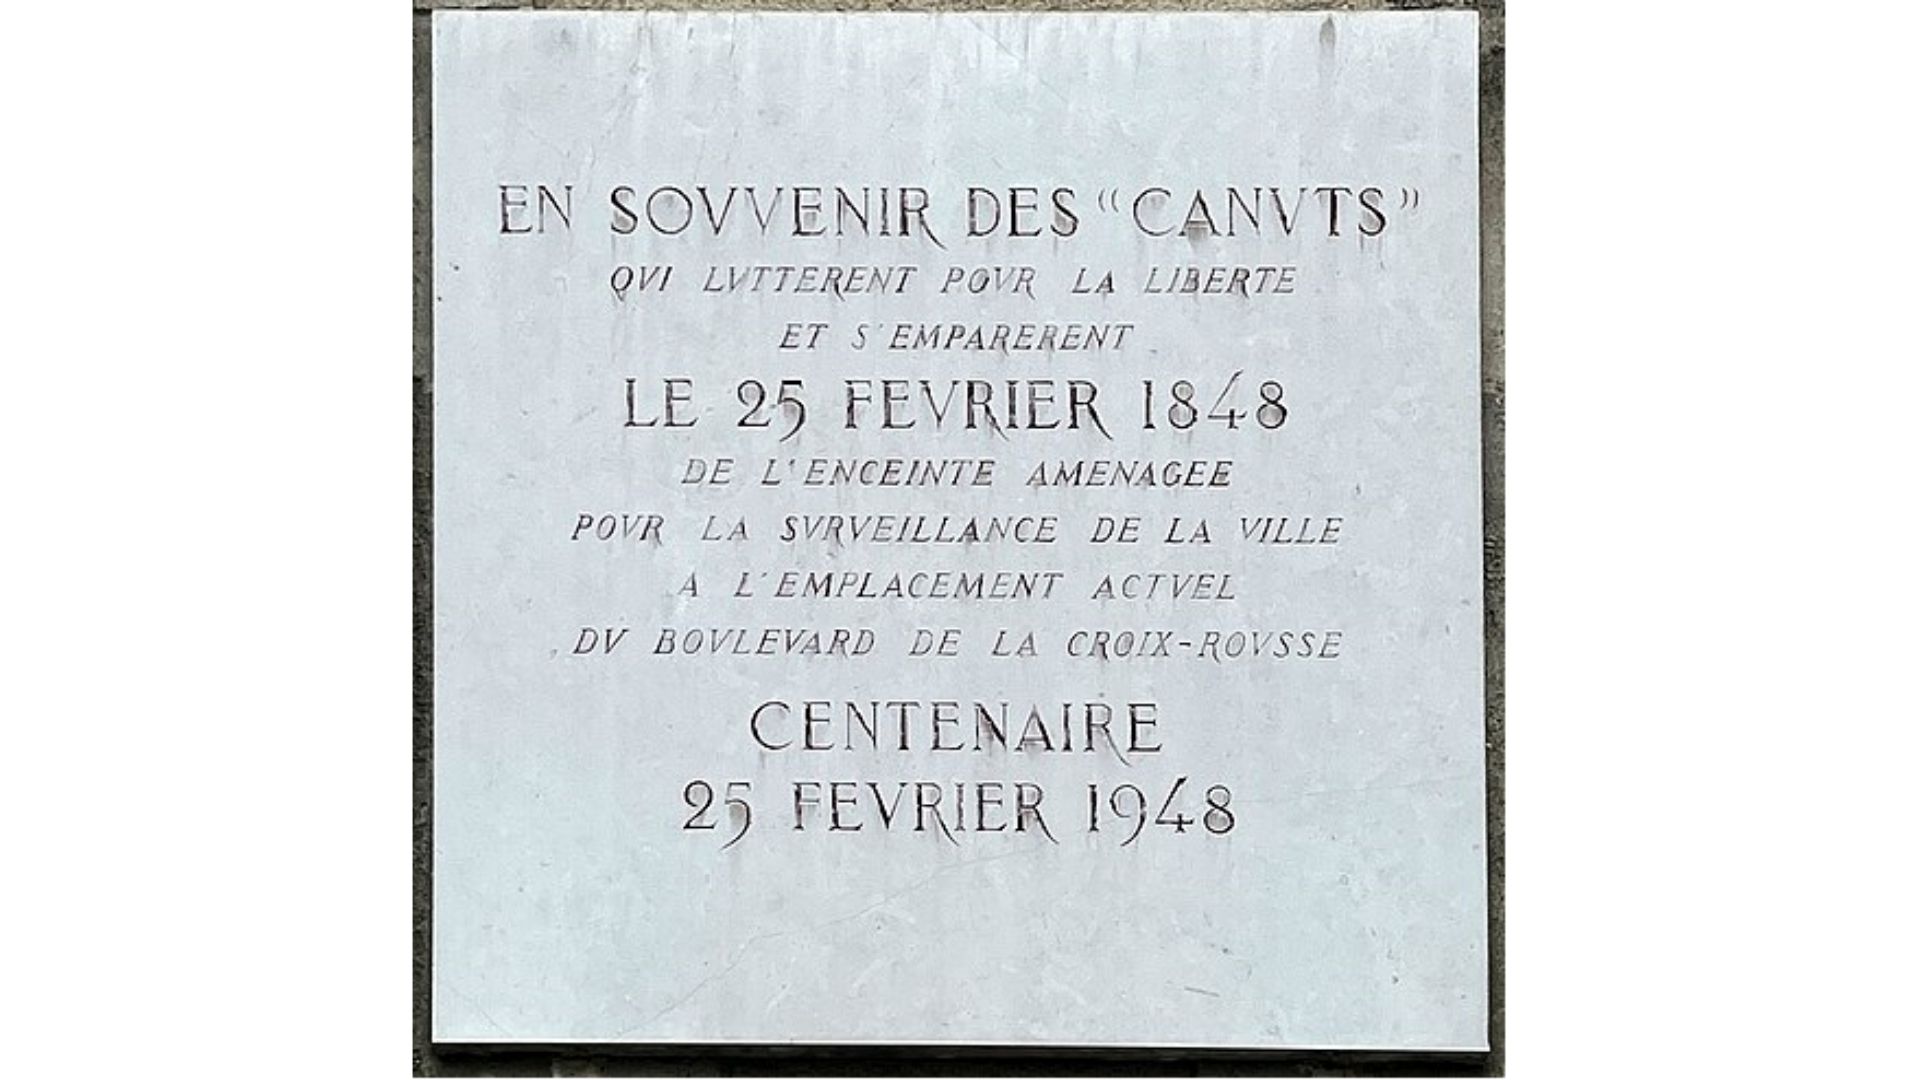 EN SOVVENIR DES “CANVTS”
QVI LVTTERENT POVR LA LIBERTE
ET S'EMPARERENT
LE 25 FEVRIER 1848
DE L'ENCEINTE AMENAGEE
POVR LA SVRVEILLANCE DE LA VILLE
A L'EMPLACEMENT ACTVEL
DV BOVLEVARD DE LA CROIX-ROVSSE
CENTENAIRE
25 FEVRIER 1948